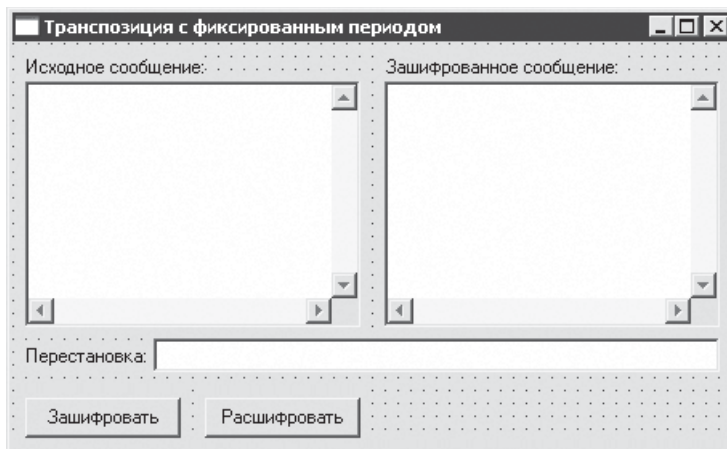 Транспозиция с фиксированным периодом
Исходное сообщение:
Зашифрованное сообщение:
Перестановка:
Зашифровать
Расшифровать